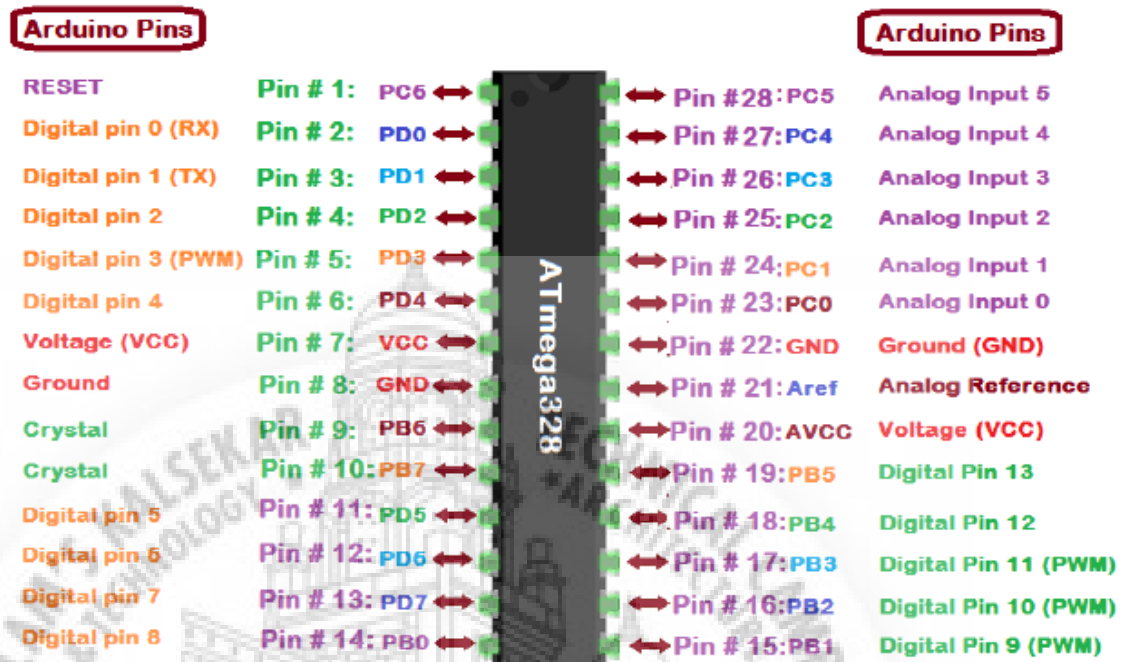 Arduino Pins Arduino Pins
RESET Pin # 1: PC6 Pin #28:PC5 Analog Input 5
Digital pin 0 (RX) Pin # 2: PD0 Pin #27:PC4 Analog Input 4
Digital pin 1 (TX) Pin # 3: PD1 Pin # 26:PC3 Analog Input 3
Digital pin 2 Pin # 4: PD2 Pin # 25:PC2 Analog Input 2
Digital pin 3 (PWM) Pin # 5: PD3 Pin # 24:PC1 Analog Input 1
Digital pin 4 Pin # 6: PD4 Pin # 23:PC0 Analog Input 0
Voltage (VCC) Pin # 7: VCC Pin # 22:GND Ground (GND)
Ground Pin # 8: GND Pin # 21:Aref Analog Reference
Crystal Pin # 9: PB6 Pin # 20:AVCC Voltage (VCC)
Crystal Pin # 10:PB7 Pin # 19:PB5 Digital Pin 13
Digital pin 5 Pin # 11: PD5 Pin # 18:PB4 Digital Pin 12
Digital pin 6 Pin # 12: PD6 Pin # 17:PB3 Digital Pin 11 (PWM)
Digital pin 7 Pin # 13: PD7 Pin # 16:PB2 Digital Pin 10 (PWM)
Digital pin 8 Pin # 14: PB0 Pin # 15:PB1 Digital Pin 9 (PWM)
ATmega328
KALSEKAR